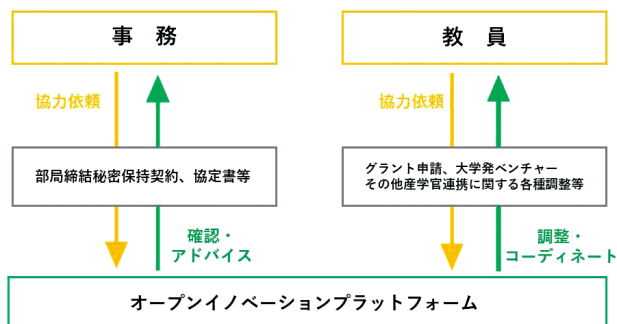 事　務
教　員
協力依頼
協力依頼
部局締結秘密保持契約、協定書等
グラント申請、大学発ベンチャー
その他産学官連携に関する各種調整等
確認・
アドバイス
調整・
コーディネート
オープンイノベーションプラットフォーム